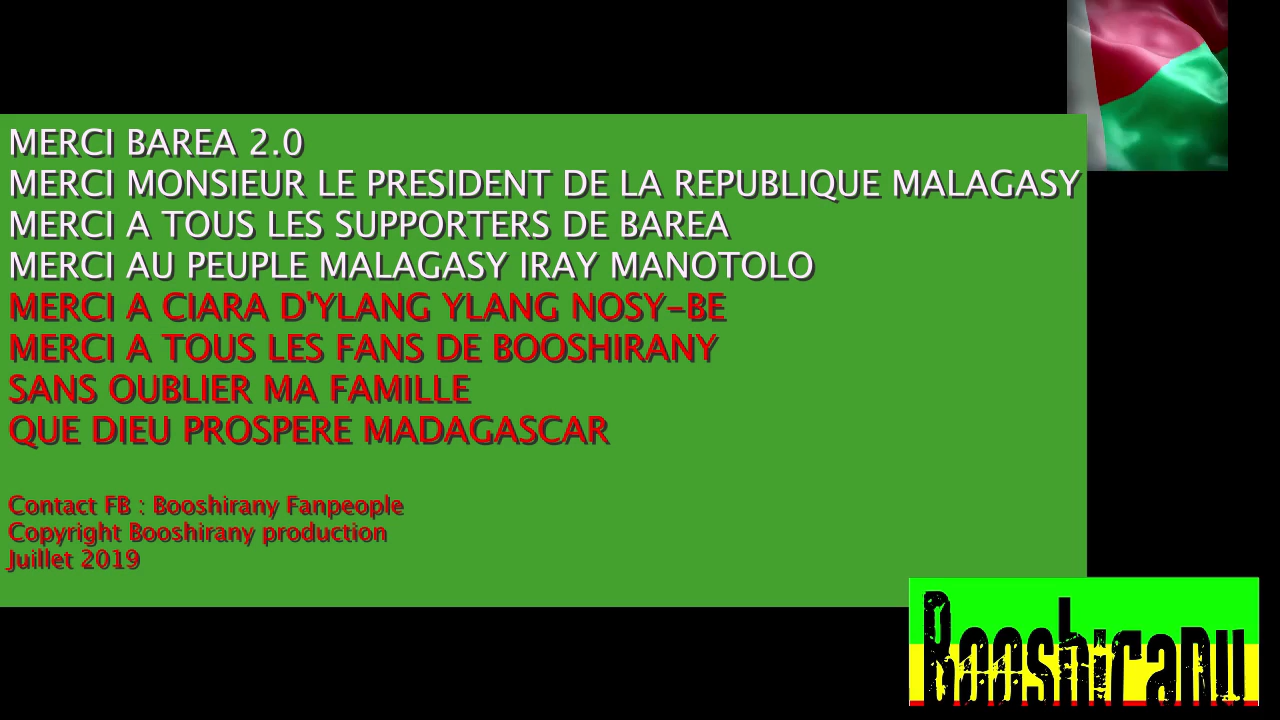 MERCI BAREA 2.0
MERCI MONSIEUR LE PRESIDENT DE LA REPUBLIQUE MALAGASY
MERCI A TOUS LES SUPPORTERS DE BAREA
MERCI AU PEUPLE MALAGASY IRAY MANOTOLO
MERCI A CIARA D'YLANG YLANG NOSY-BE
MERCI A TOUS LES FANS DE BOOSHIRANY
SANS OUBLIER MA FAMILLE
QUE DIEU PROSPERE MADAGASCAR
Contact FB : Booshirany Fanpeople
Copyright Booshirany production
Juillet 2019
Booshirany